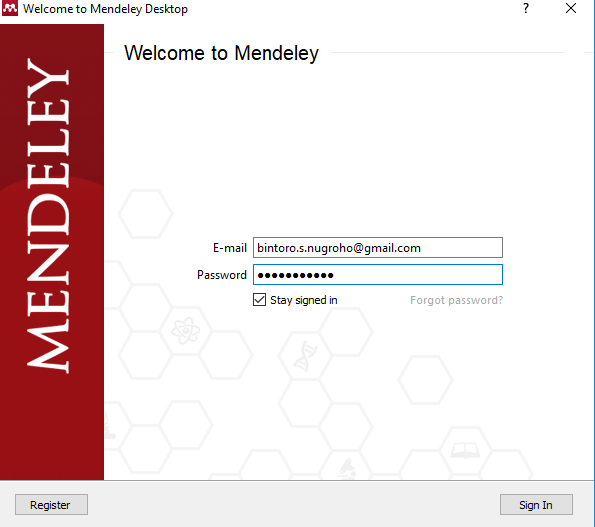 Welcome to Mendeley Desktop
?
Welcome to Mendeley
MENDELEY
E-mail
bintoro.s.nugroho@gmail.com
Password
●●●●●●●●●●●
Stay signed in
Forgot password?
Register
Sign In